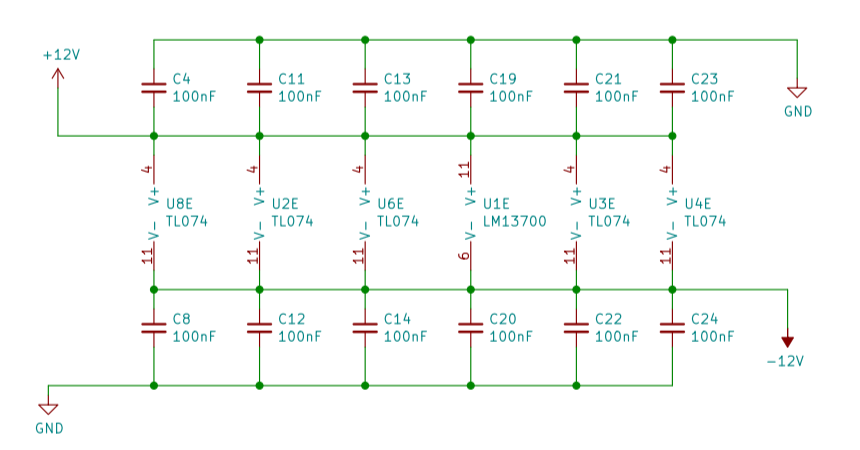 +12V
C4
100nF
C11
100nF
C13
100nF
C19
100nF
C21
100nF
C23
100nF
GND
4
V+
U8E
TL074
V-
11
4
V+
U2E
TL074
V-
11
4
V+
U6E
TL074
V-
11
11
V+
U1E
LM13700
V-
6
4
V+
U3E
TL074
V-
11
4
V+
U4E
TL074
V-
11
C8
100nF
C12
100nF
C14
100nF
C20
100nF
C22
100nF
C24
100nF
-12V
GND